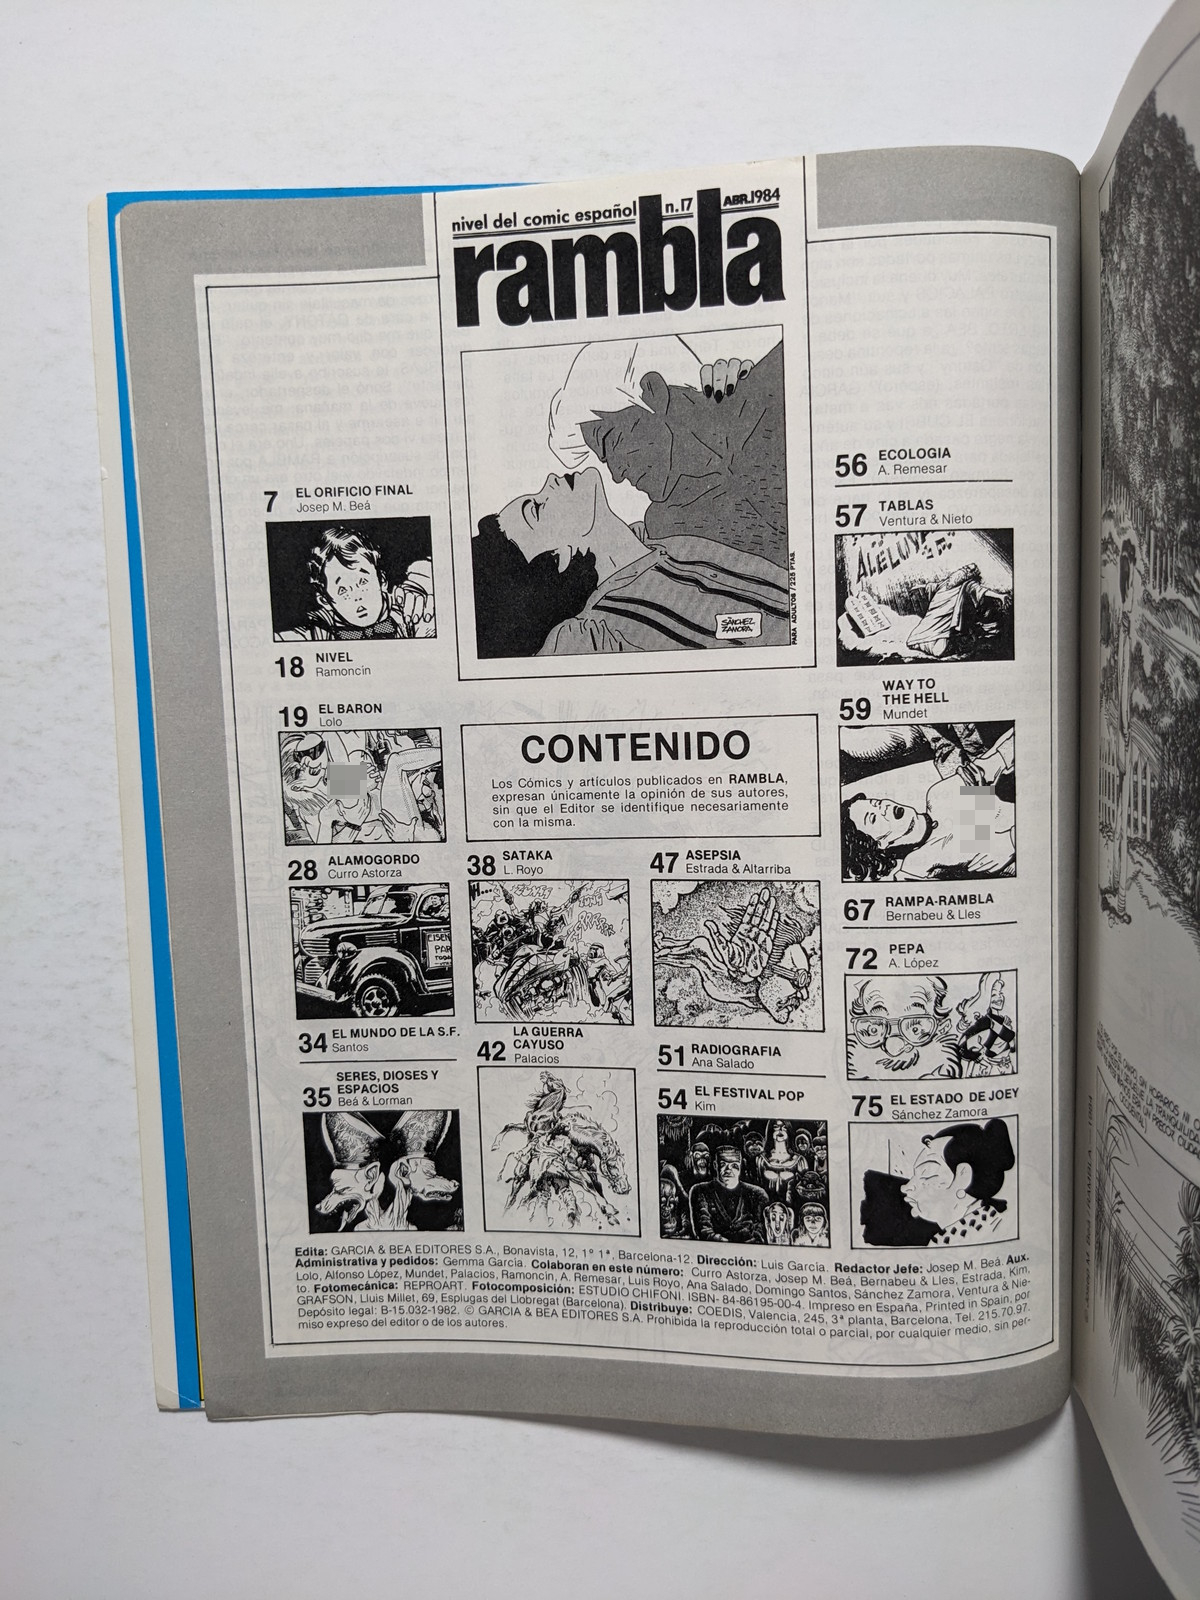 nivel del comic español n.17 ABR.1984
rambla
SÁNCHEZ
ZAMORA
PARA ADULTOS / 225 PTAS.
7 EL ORIFICIO FINAL
Josep M. Beá
18 NIVEL
Ramoncín
19 EL BARON
Lolo
28 ALAMOGORDO
Curro Astorza
34 EL MUNDO DE LA S.F.
Santos
35 SERES, DIOSES Y
ESPACIOS
Beá & Lorman
CONTENIDO
Los Cómics y artículos publicados en RAMBLA,
expresan únicamente la opinión de sus autores,
sin que el Editor se identifique necesariamente
con la misma.
38 SATAKA
L. Royo
42 LA GUERRA
CAYUSO
Palacios
47 ASEPSIA
Estrada & Altarriba
51 RADIOGRAFIA
Ana Salado
54 EL FESTIVAL POP
Kim
56 ECOLOGIA
A. Remesar
57 TABLAS
Ventura & Nieto
ALELUYA
59 WAY TO
THE HELL
Mundet
67 RAMPA-RAMBLA
Bernabeu & Lles
72 PEPA
A. López
75 EL ESTADO DE JOEY
Sánchez Zamora
Edita: GARCIA & BEA EDITORES S.A., Bonavista, 12, 1º 1ª, Barcelona-12. Dirección: Luis García. Redactor Jefe: Josep M. Beá. Aux.
Administrativa y pedidos: Gemma García. Colaboran en este número: Curro Astorza, Josep M. Beá, Bernabeu & Lles, Estrada, Kim,
Lolo, Alfonso López, Mundet, Palacios, Ramoncín, A. Remesar, Luis Royo, Ana Salado, Domingo Santos, Sánchez Zamora, Ventura & Nie-
to. Fotomecánica: REPROART. Fotocomposición: ESTUDIO CHIFONI. ISBN- 84-86195-00-4. Impreso en España, Printed in Spain, por
GRAFSON, Lluis Millet, 69, Esplugas del Llobregat (Barcelona). Distribuye: COEDIS, Valencia, 245, 3ª planta, Barcelona, Tel. 215.70.97.
Depósito legal: B-15.032-1982. © GARCIA & BEA EDITORES S.A. Prohibida la reproducción total o parcial, por cualquier medio, sin per-
miso expreso del editor o de los autores.